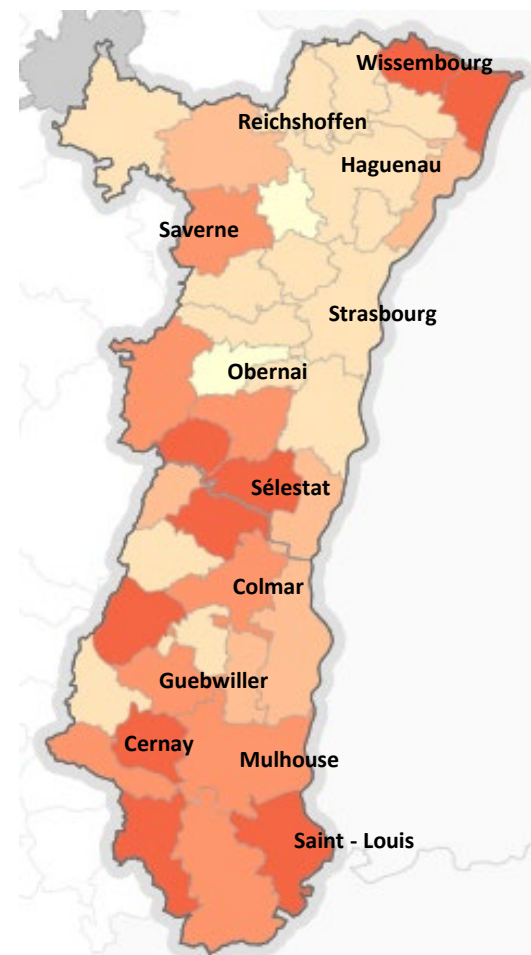 Wissembourg
Reichshoffen
Haguenau
Saverne
Strasbourg
Obernai
Sélestat
Colmar
Guebwiller
Cernay
Mulhouse
Saint - Louis